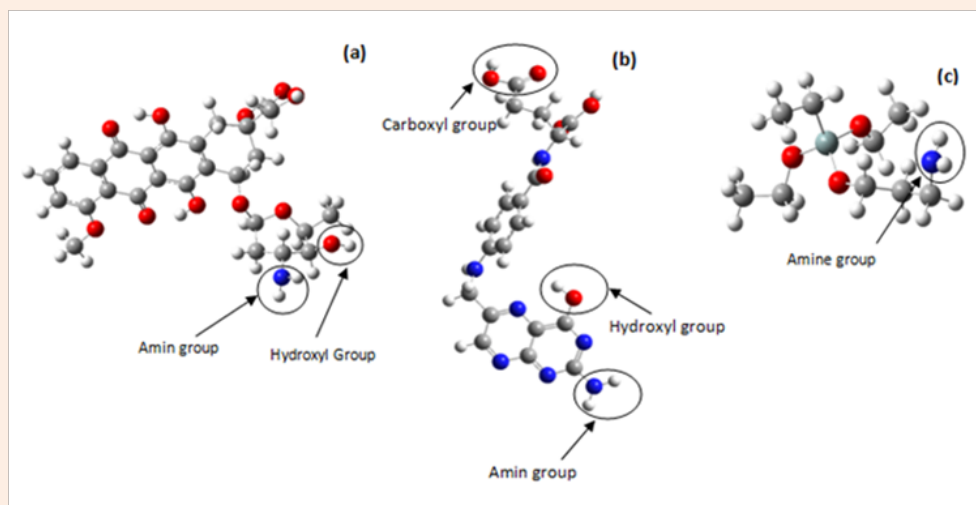 (a)
(b)
(c)
Carboxyl group
Amine group
Hydroxyl group
Amin group
Hydroxyl Group
Amin group